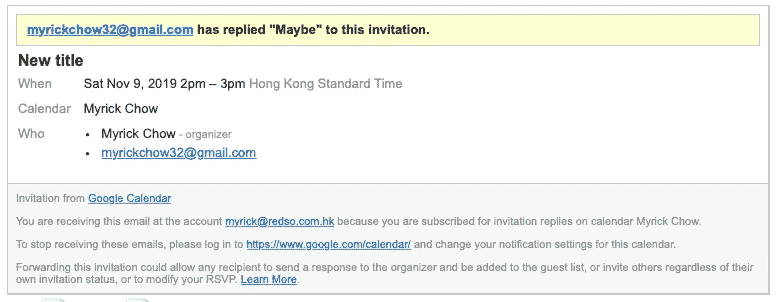 myrickchow32@gmail.com has replied "Maybe" to this invitation.
New title
When Sat Nov 9, 2019 2pm – 3pm Hong Kong Standard Time
Calendar Myrick Chow
Who • Myrick Chow - organizer
• myrickchow32@gmail.com
Invitation from Google Calendar
You are receiving this email at the account myrick@redso.com.hk because you are subscribed for invitation replies on calendar Myrick Chow.
To stop receiving these emails, please log in to https://www.google.com/calendar/ and change your notification settings for this calendar.
Forwarding this invitation could allow any recipient to send a response to the organizer and be added to the guest list, or invite others regardless of their
own invitation status, or to modify your RSVP. Learn More.